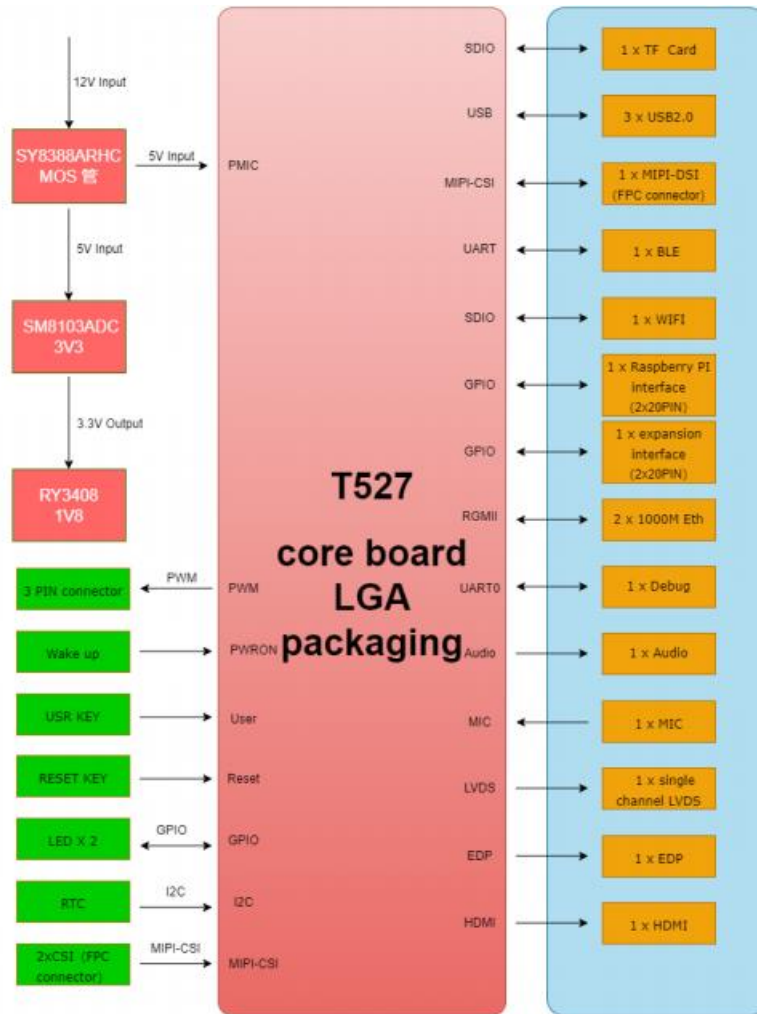 12V Input
SY8388ARHC
MOS 管
5V Input
PMIC
5V Input
SM8103ADC
3V3
3.3V Output
RY3408
1V8
3 PIN connector
PWM
PWM
Wake up
PWRON
USR KEY
User
RESET KEY
Reset
LED X 2
GPIO
GPIO
RTC
I2C
I2C
2xCSI (FPC
connector)
MIPI-CSI
MIPI-CSI
T527
core board
LGA
packaging
SDIO
1 x TF Card
USB
3 x USB2.0
MIPI-CSI
1 x MIPI-DSI
(FPC connector)
UART
1 x BLE
SDIO
1 x WIFI
GPIO
1 x Raspberry PI
interface
(2x20PIN)
GPIO
1 x expansion
interface
(2x20PIN)
RGMII
2 x 1000M Eth
UART0
1 x Debug
Audio
1 x Audio
MIC
1 x MIC
LVDS
1 x single
channel LVDS
EDP
1 x EDP
HDMI
1 x HDMI